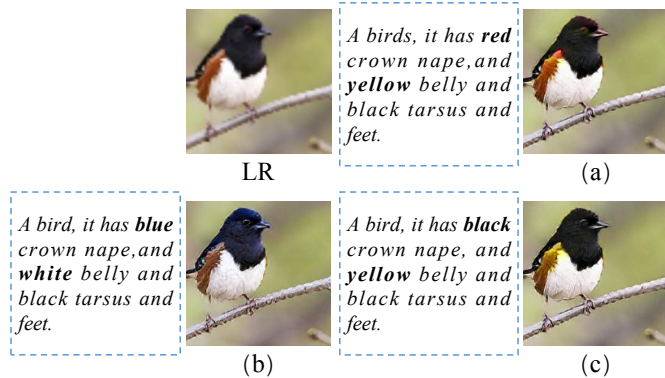 A birds, it has red
crown nape,and
yellow belly and
black tarsus and
feet.
LR
(a)
A bird, it has blue
crown nape,and
white belly and
black tarsus and
feet.
A bird, it has black
crown nape, and
yellow belly and
black tarsus and
feet.
(b)
(c)